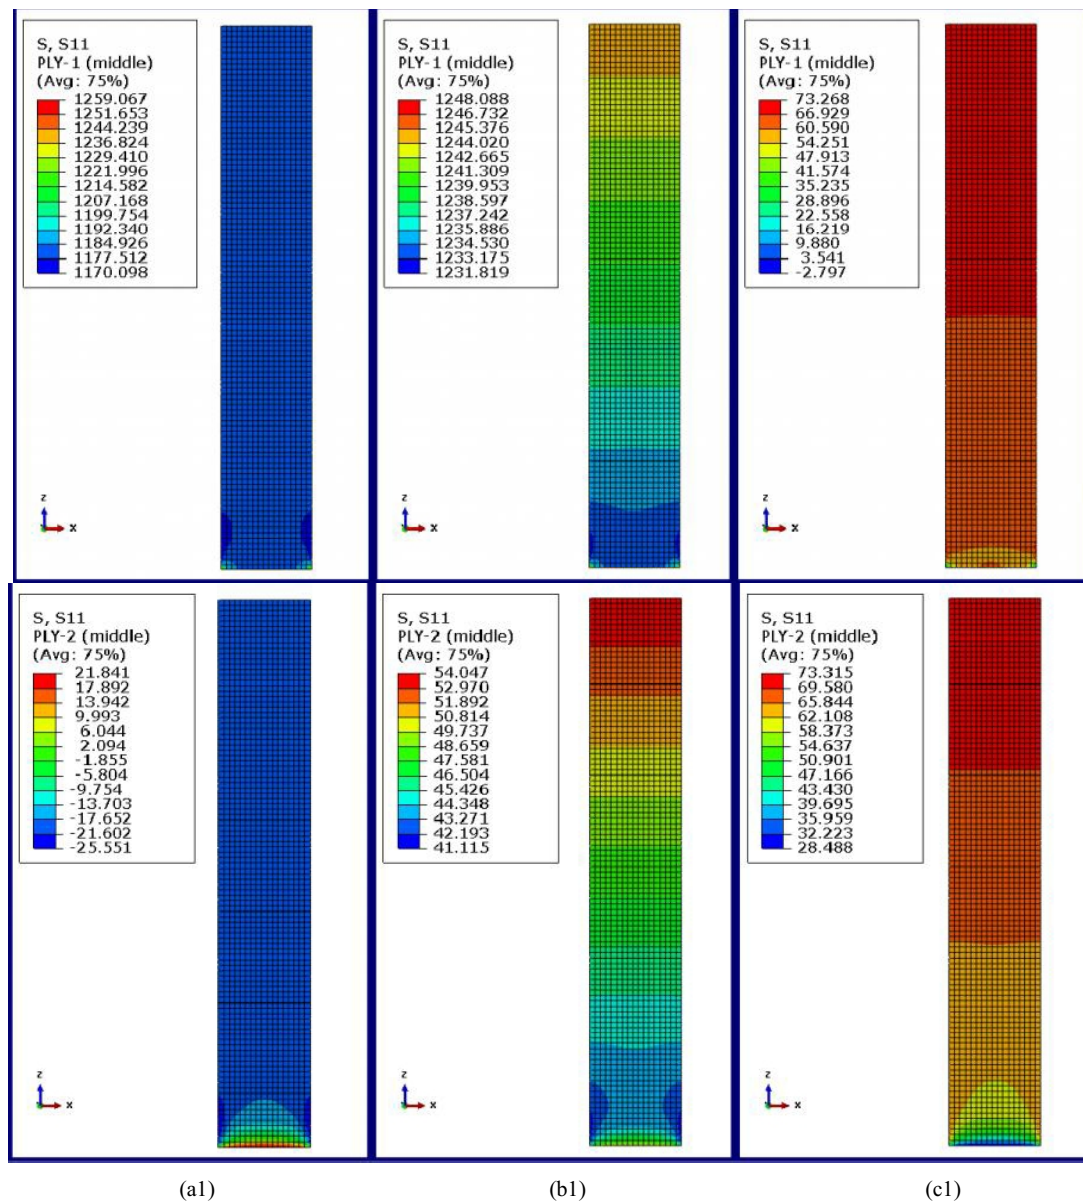 S, S11
PLY-1 (middle)
(Avg: 75%)
1259.067
1251.653
1244.239
1236.824
1229.410
1221.996
1214.582
1207.168
1199.754
1192.340
1184.926
1177.512
1170.098
z
x
S, S11
PLY-1 (middle)
(Avg: 75%)
1248.088
1246.732
1245.376
1244.020
1242.665
1241.309
1239.953
1238.597
1237.242
1235.886
1234.530
1233.175
1231.819
z
x
S, S11
PLY-1 (middle)
(Avg: 75%)
73.268
66.929
60.590
54.251
47.913
41.574
35.235
28.896
22.558
16.219
9.880
3.541
-2.797
z
x
S, S11
PLY-2 (middle)
(Avg: 75%)
21.841
17.892
13.942
9.993
6.044
2.094
-1.855
-5.804
-9.754
-13.703
-17.652
-21.602
-25.551
z
x
S, S11
PLY-2 (middle)
(Avg: 75%)
54.047
52.970
51.892
50.814
49.737
48.659
47.581
46.504
45.426
44.348
43.271
42.193
41.115
z
x
S, S11
PLY-2 (middle)
(Avg: 75%)
73.315
69.580
65.844
62.108
58.373
54.637
50.901
47.166
43.430
39.695
35.959
32.223
28.488
z
x
(a1)
(b1)
(c1)